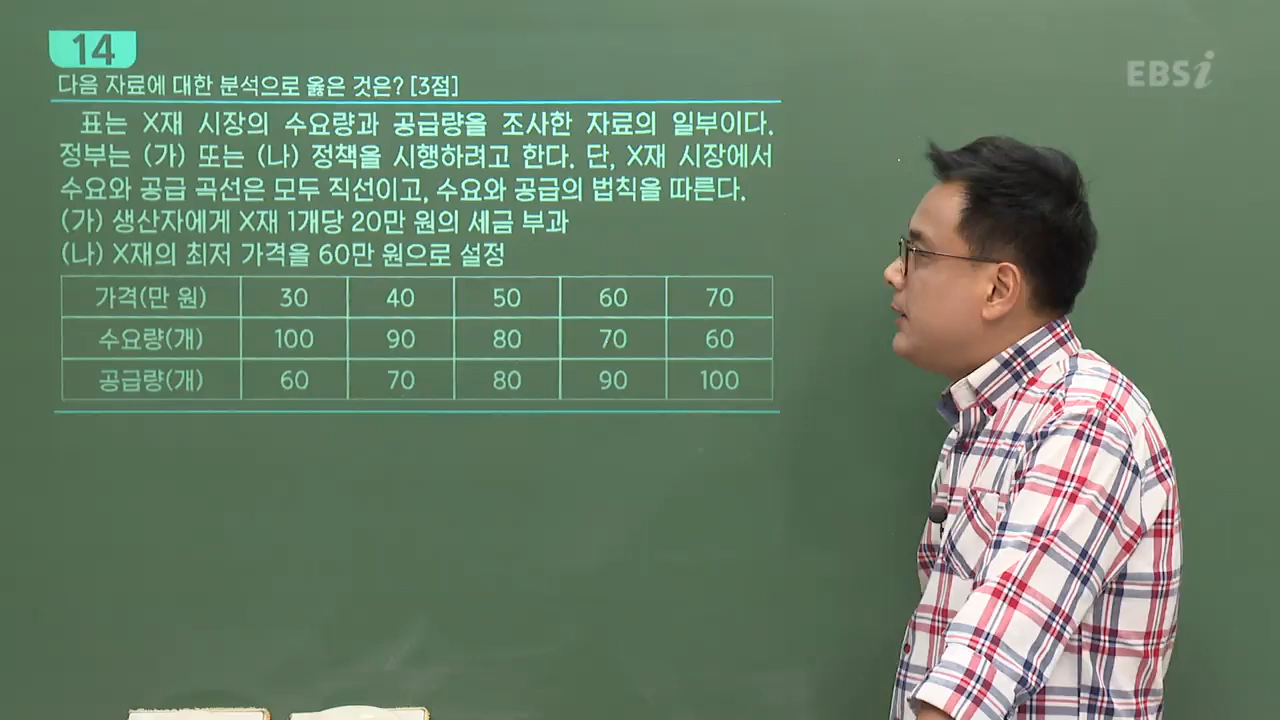 14
EBSi
다음 자료에 대한 분석으로 옳은 것은? [3점]
표는 X재 시장의 수요량과 공급량을 조사한 자료의 일부이다.
정부는 (가) 또는 (나) 정책을 시행하려고 한다. 단, X재 시장에서
수요와 공급 곡선은 모두 직선이고, 수요와 공급의 법칙을 따른다.
(가) 생산자에게 X재 1개당 20만 원의 세금 부과
(나) X재의 최저 가격을 60만 원으로 설정
가격(만 원) 30 40 50 60 70
수요량(개) 100 90 80 70 60
공급량(개) 60 70 80 90 100